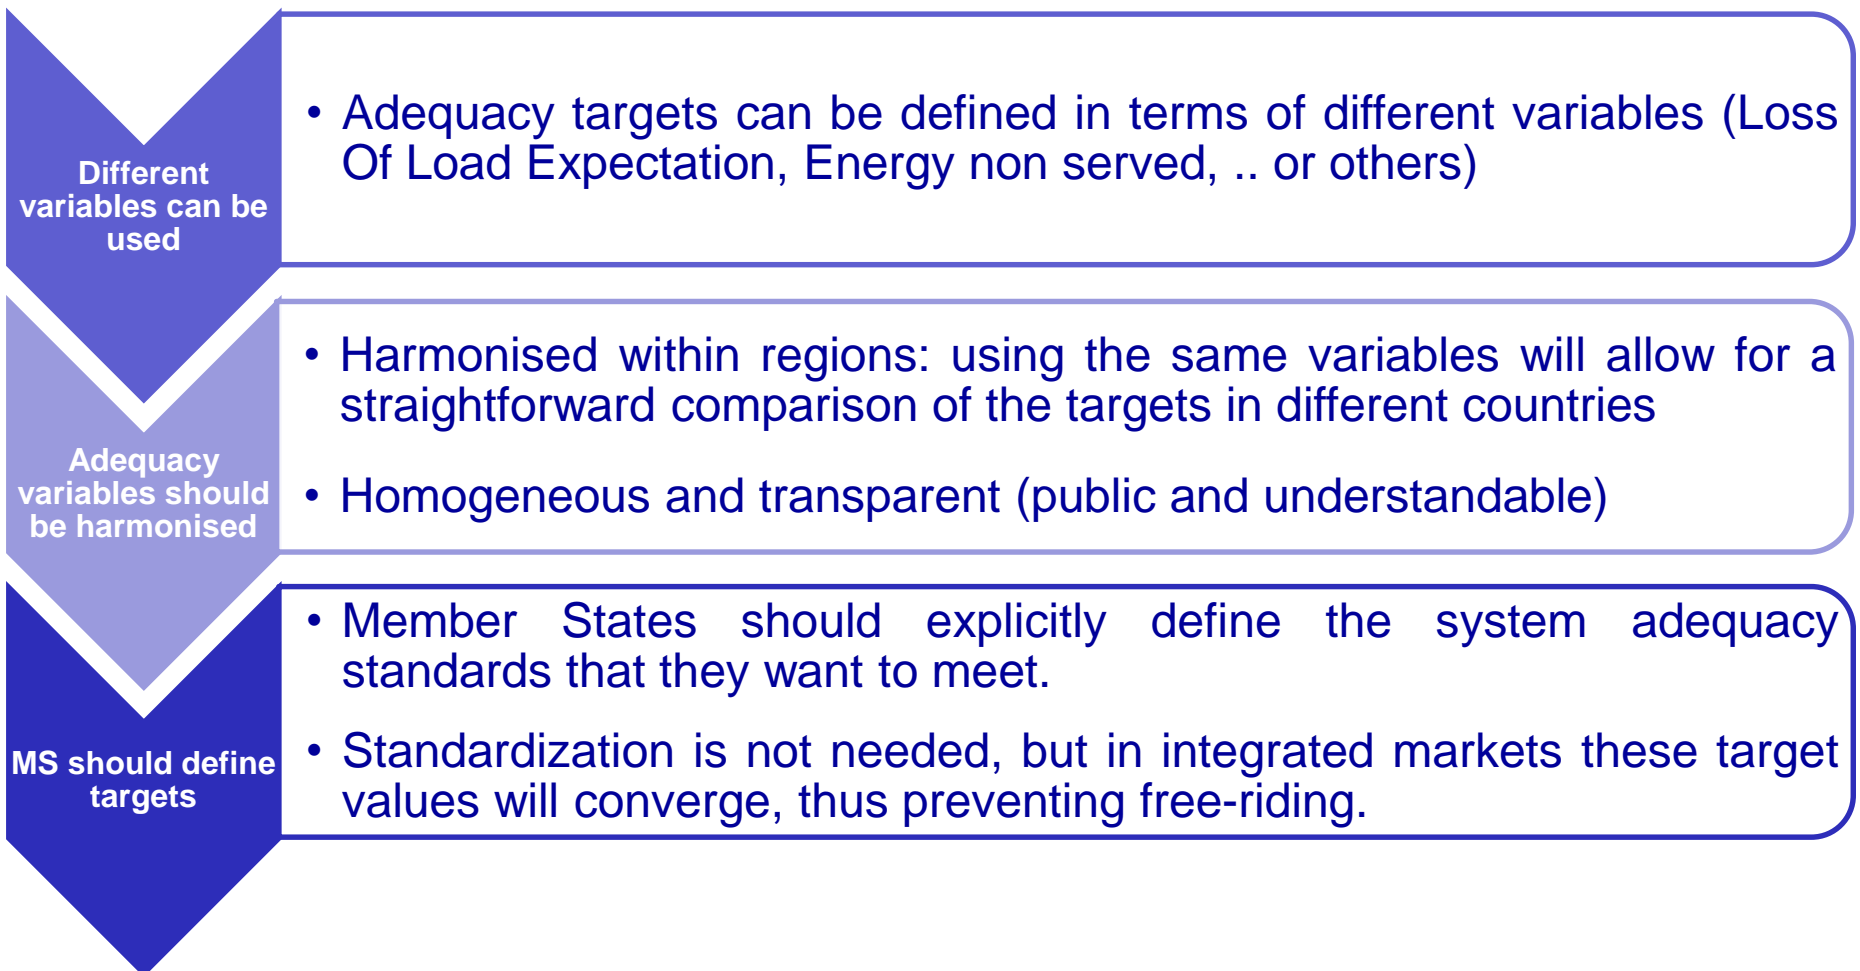 Different
variables can be
used
• Adequacy targets can be defined in terms of different variables (Loss
Of Load Expectation, Energy non served, .. or others)
Adequacy
variables should
be harmonised
• Harmonised within regions: using the same variables will allow for a
straightforward comparison of the targets in different countries
• Homogeneous and transparent (public and understandable)
MS should define
targets
• Member States should explicitly define the system adequacy
standards that they want to meet.
• Standardization is not needed, but in integrated markets these target
values will converge, thus preventing free-riding.